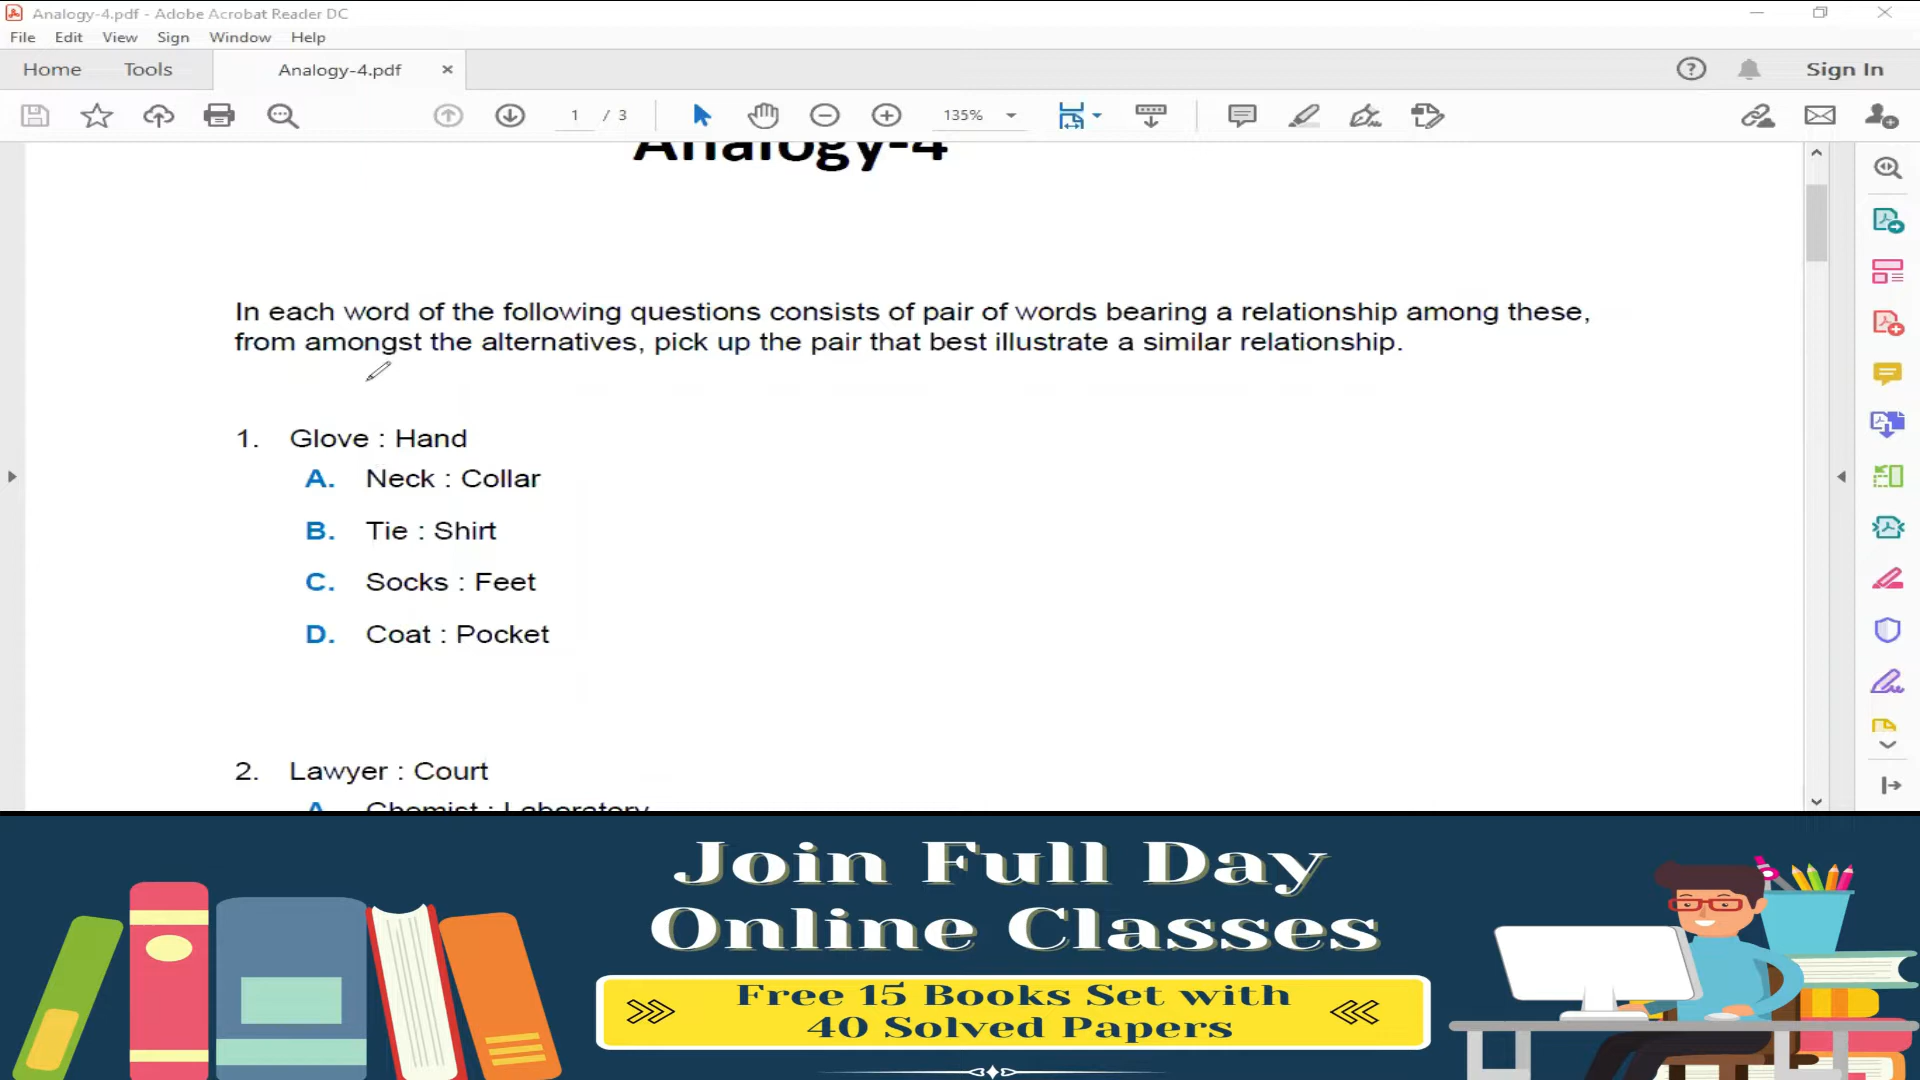 Analogy-4.pdf - Adobe Acrobat Reader DC
File Edit View Sign Window Help
Home Tools Analogy-4.pdf × Sign In
1 / 3 135%
Analogy-4
In each word of the following questions consists of pair of words bearing a relationship among these,
from amongst the alternatives, pick up the pair that best illustrate a similar relationship.
1. Glove : Hand
A. Neck : Collar
B. Tie : Shirt
C. Socks : Feet
D. Coat : Pocket
2. Lawyer : Court
A. Chemist : Laboratory
Join Full Day
Online Classes
Free 15 Books Set with
40 Solved Papers